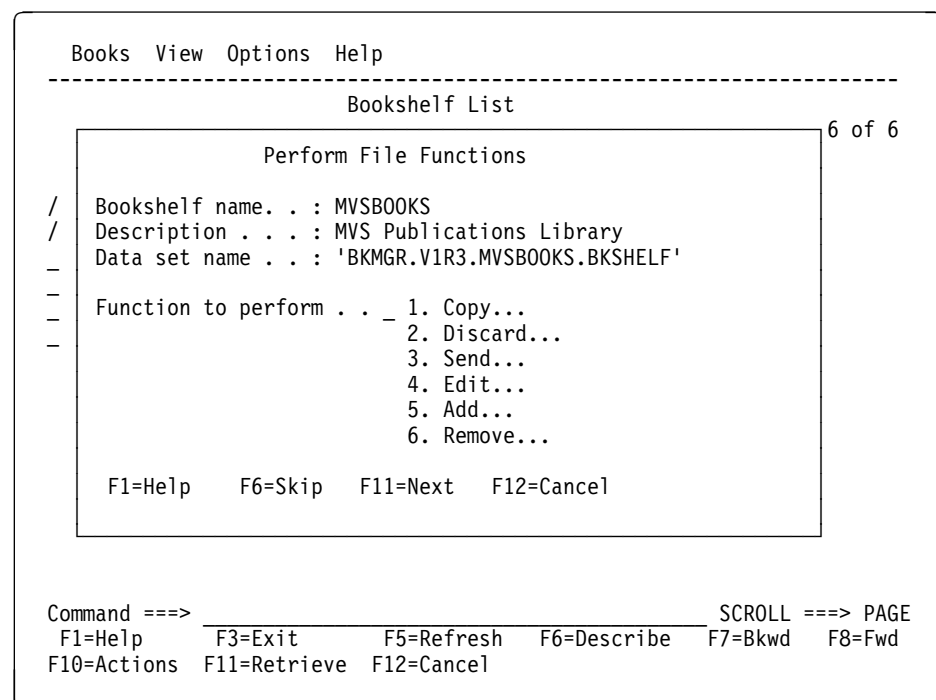 Books  View  Options  Help
------------------------------------------------------------------------
Bookshelf List
6 of 6
Perform File Functions
/  Bookshelf name. . : MVSBOOKS
/  Description . . . : MVS Publications Library
_  Data set name . . : 'BKMGR.V1R3.MVSBOOKS.BKSHELF'
_
_  Function to perform . . _ 1. Copy...
_  2. Discard...
3. Send...
4. Edit...
5. Add...
6. Remove...
F1=Help    F6=Skip   F11=Next   F12=Cancel
Command ===> ___________________________________________ SCROLL ===> PAGE
F1=Help      F3=Exit       F5=Refresh   F6=Describe   F7=Bkwd   F8=Fwd
F10=Actions  F11=Retrieve  F12=Cancel